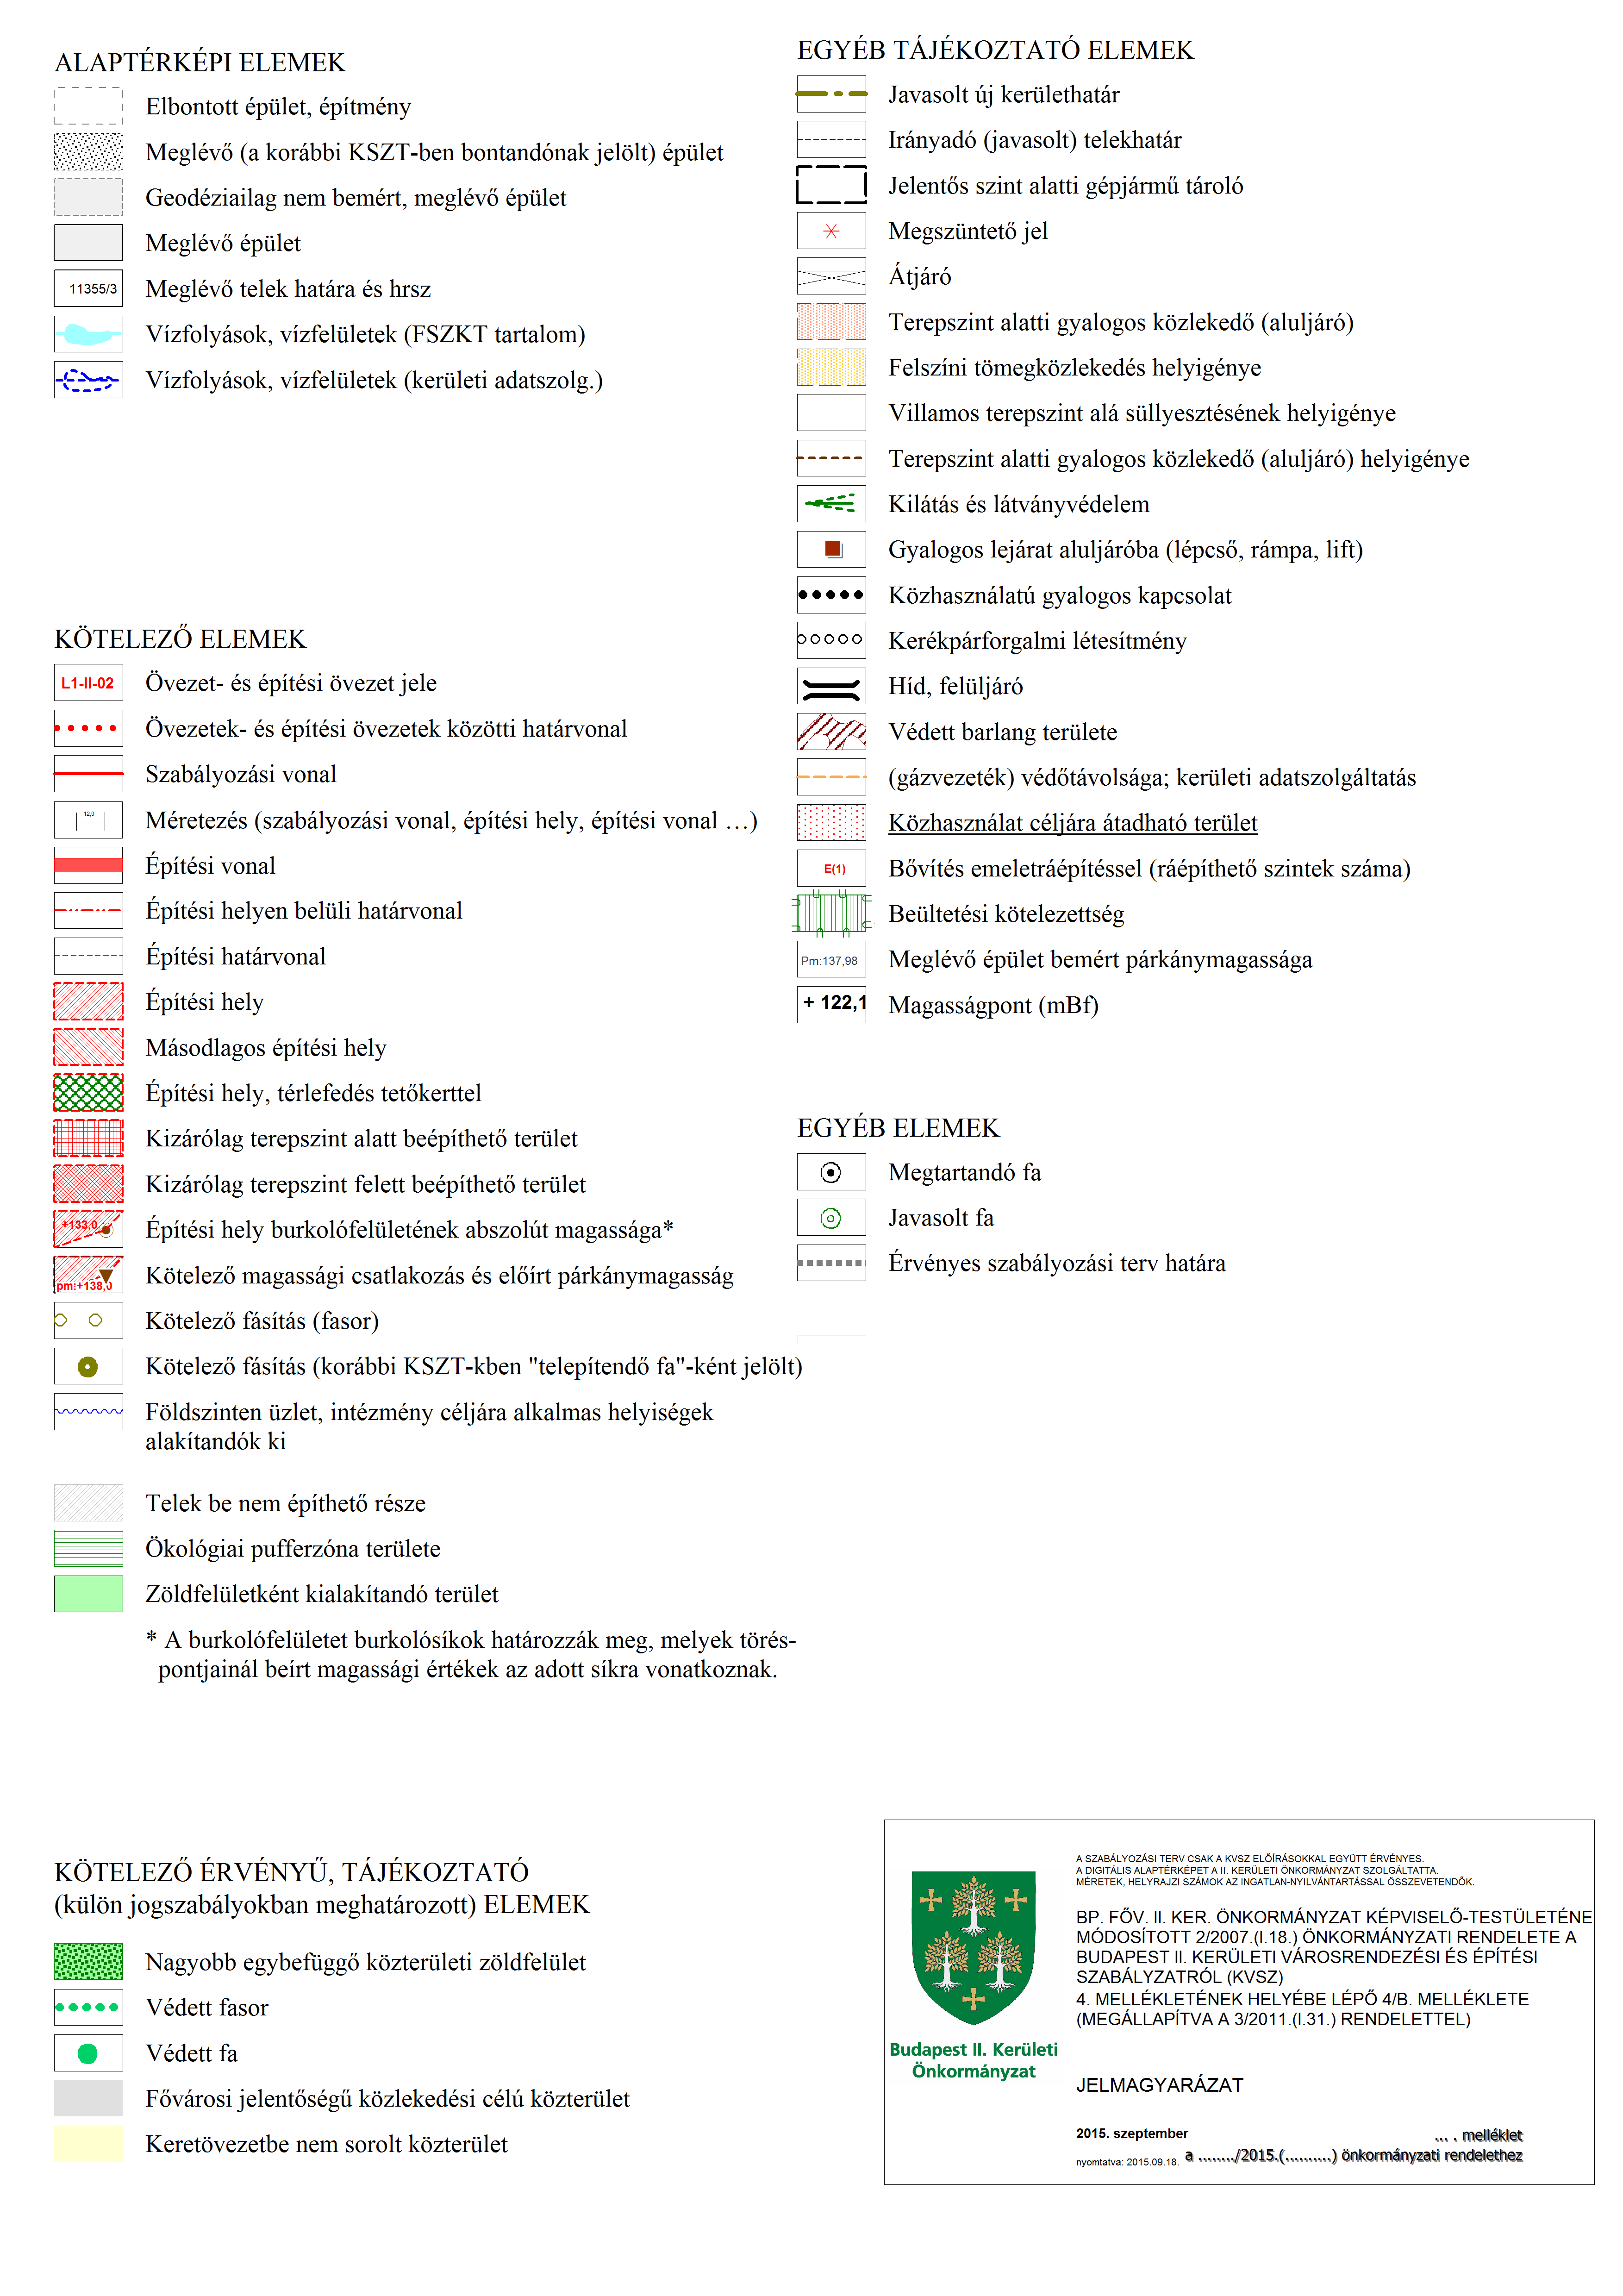 ALAPTÉRKÉPI ELEMEK
Elbontott épület, építmény
Meglévő (a korábbi KSZT-ben bontandónak jelölt) épület
Geodéziailag nem bemért, meglévő épület
Meglévő épület
11355/3
Meglévő telek határa és hrsz
Vízfolyások, vízfelületek (FSZKT tartalom)
Vízfolyások, vízfelületek (kerületi adatszolg.)
KÖTELEZŐ ELEMEK
L1-II-02
Övezet- és építési övezet jele
Övezetek- és építési övezetek közötti határvonal
Szabályozási vonal
12,0
Méretezés (szabályozási vonal, építési hely, építési vonal …)
Építési vonal
Építési helyen belüli határvonal
Építési határvonal
Építési hely
Másodlagos építési hely
Építési hely, térlefedés tetőkerttel
Kizárólag terepszint alatt beépíthető terület
Kizárólag terepszint felett beépíthető terület
+133,0
Építési hely burkolófelületének abszolút magassága*
pm:+138,0
Kötelező magassági csatlakozás és előírt párkánymagasság
Kötelező fásítás (fasor)
Kötelező fásítás (korábbi KSZT-kben "telepítendő fa"-ként jelölt)
Földszinten üzlet, intézmény céljára alkalmas helyiségek
alakítandók ki
Telek be nem építhető része
Ökológiai pufferzóna területe
Zöldfelületként kialakítandó terület
* A burkolófelületet burkolósíkok határozzák meg, melyek törés-
pontjainál beírt magassági értékek az adott síkra vonatkoznak.
KÖTELEZŐ ÉRVÉNYŰ, TÁJÉKOZTATÓ
(külön jogszabályokban meghatározott) ELEMEK
Nagyobb egybefüggő közterületi zöldfelület
Védett fasor
Védett fa
Fővárosi jelentőségű közlekedési célú közterület
Keretövezetbe nem sorolt közterület
EGYÉB TÁJÉKOZTATÓ ELEMEK
Javasolt új kerülethatár
Irányadó (javasolt) telekhatár
Jelentős szint alatti gépjármű tároló
Megszüntető jel
Átjáró
Terepszint alatti gyalogos közlekedő (aluljáró)
Felszíni tömegközlekedés helyigénye
Villamos terepszint alá süllyesztésének helyigénye
Terepszint alatti gyalogos közlekedő (aluljáró) helyigénye
Kilátás és látványvédelem
Gyalogos lejárat aluljáróba (lépcső, rámpa, lift)
Közhasználatú gyalogos kapcsolat
Kerékpárforgalmi létesítmény
Híd, felüljáró
Védett barlang területe
(gázvezeték) védőtávolsága; kerületi adatszolgáltatás
Közhasználat céljára átadható terület
E(1)
Bővítés emeletráépítéssel (ráépíthető szintek száma)
Beültetési kötelezettség
Pm:137,98
Meglévő épület bemért párkánymagassága
+ 122,1
Magasságpont (mBf)
EGYÉB ELEMEK
Megtartandó fa
Javasolt fa
Érvényes szabályozási terv határa
Budapest II. Kerületi
Önkormányzat
A SZABÁLYOZÁSI TERV CSAK A KVSZ ELŐÍRÁSOKKAL EGYÜTT ÉRVÉNYES.
A DIGITÁLIS ALAPTÉRKÉPET A II. KERÜLETI ÖNKORMÁNYZAT SZOLGÁLTATTA.
MÉRETEK, HELYRAJZI SZÁMOK AZ INGATLAN-NYILVÁNTARTÁSSAL ÖSSZEVETENDŐK.
BP. FŐV. II. KER. ÖNKORMÁNYZAT KÉPVISELŐ-TESTÜLETÉNE
MÓDOSÍTOTT 2/2007.(I.18.) ÖNKORMÁNYZATI RENDELETE A
BUDAPEST II. KERÜLETI VÁROSRENDEZÉSI ÉS ÉPÍTÉSI
SZABÁLYZATRÓL (KVSZ)
4. MELLÉKLETÉNEK HELYÉBE LÉPŐ 4/B. MELLÉKLETE
(MEGÁLLAPÍTVA A 3/2011.(I.31.) RENDELETTEL)
JELMAGYARÁZAT
2015. szeptember
... . melléklet
nyomtatva: 2015.09.18.
a ......../2015.(..........) önkormányzati rendelethez